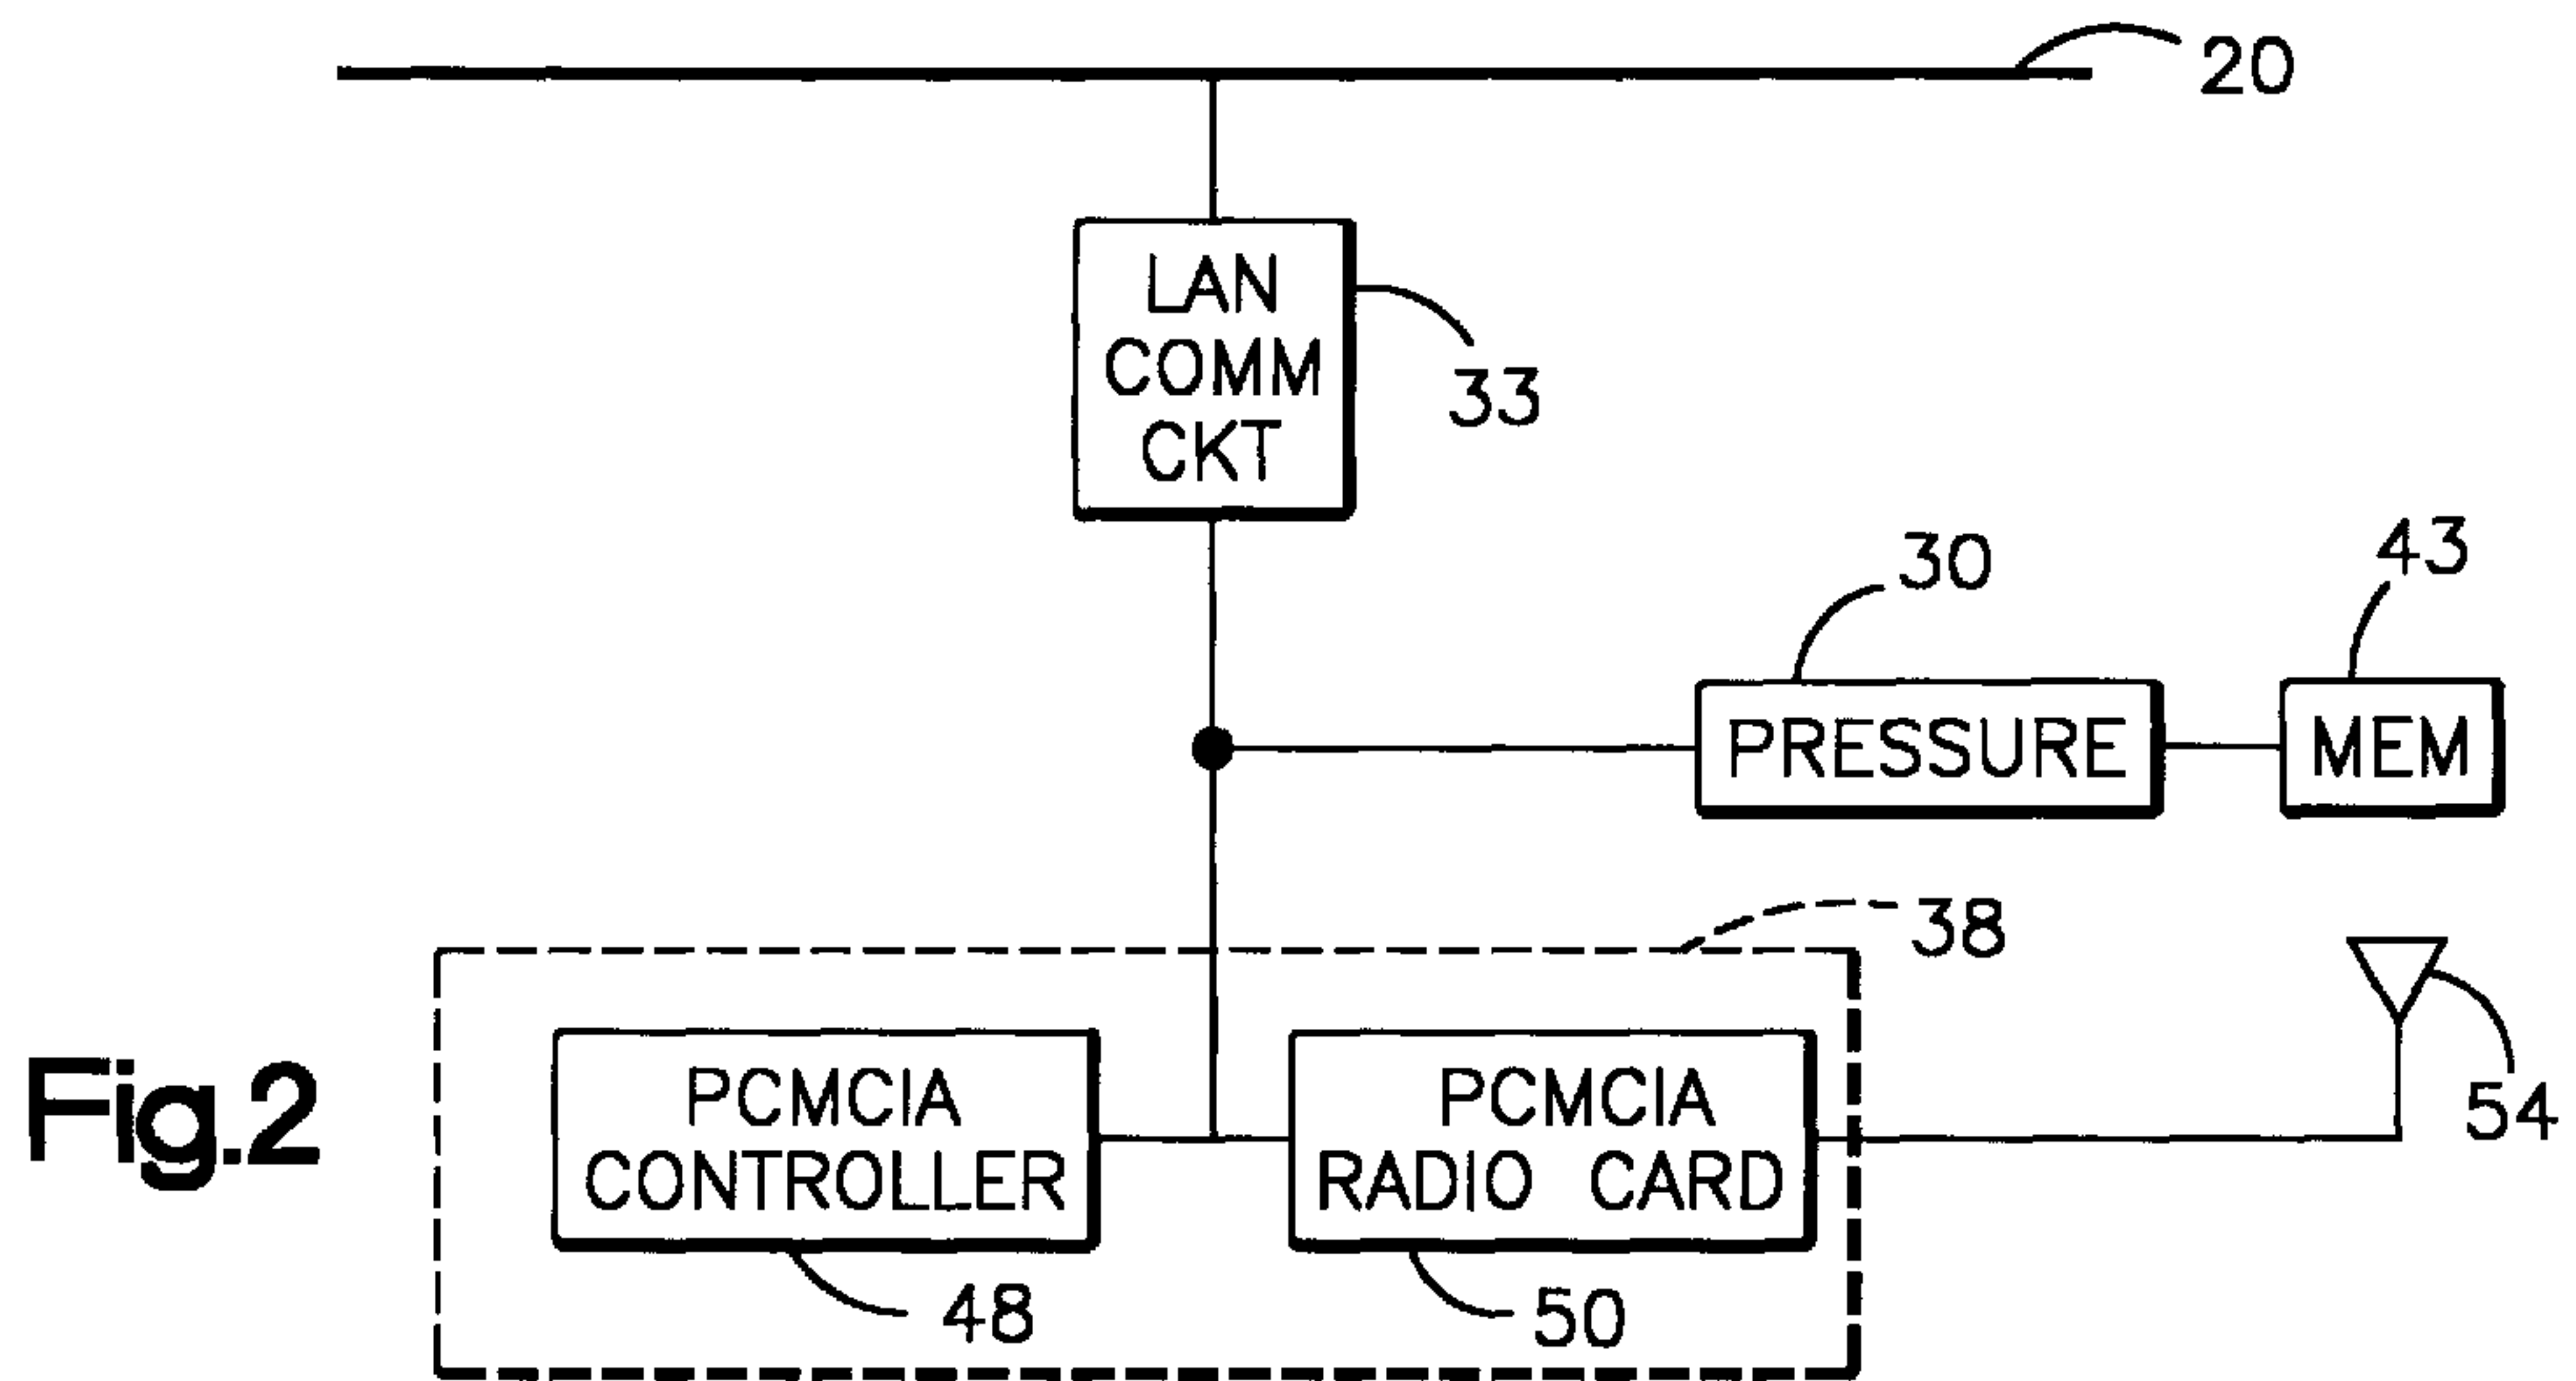 20
LAN
COMM
CKT
33
30
43
PRESSURE
MEM
38
54
PCMCIA
CONTROLLER
PCMCIA
RADIO CARD
48
50
Fig.2